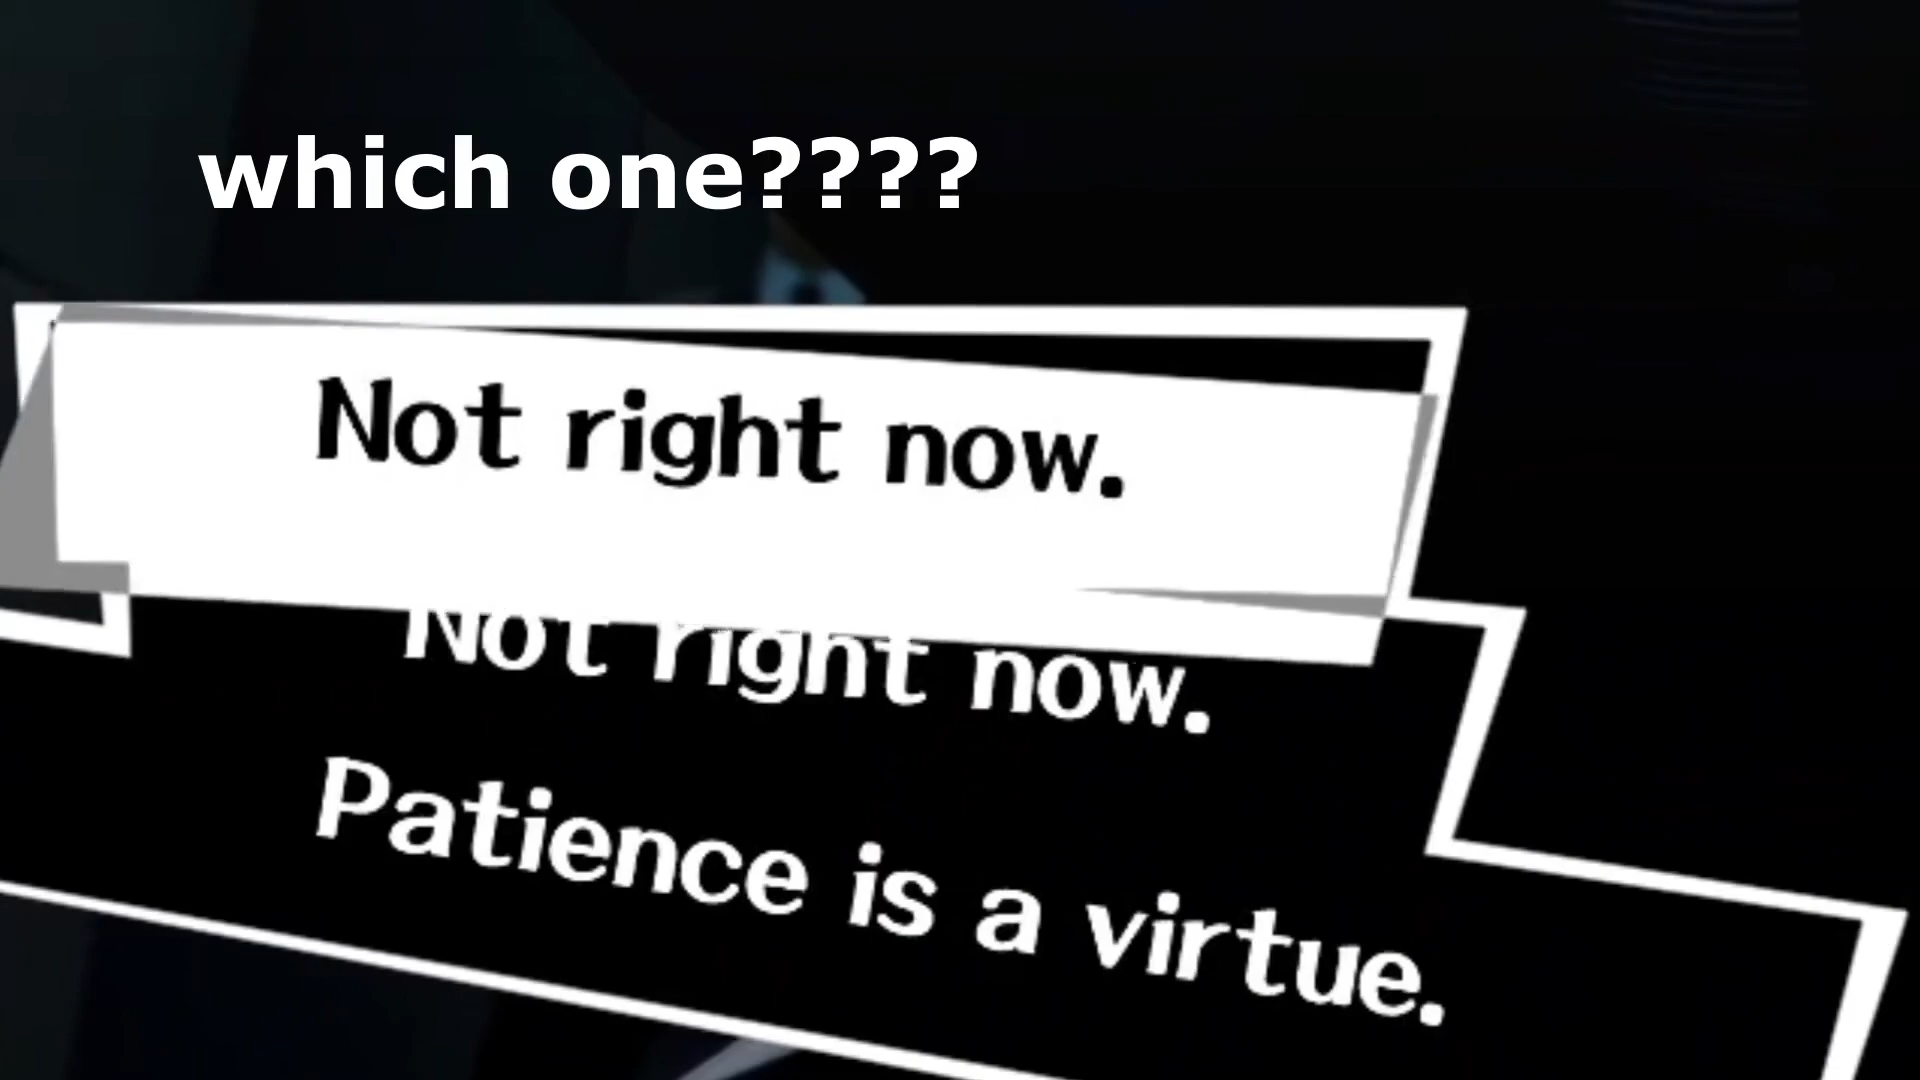 which one????
Not right now.
Not right now.
Patience is a virtue.